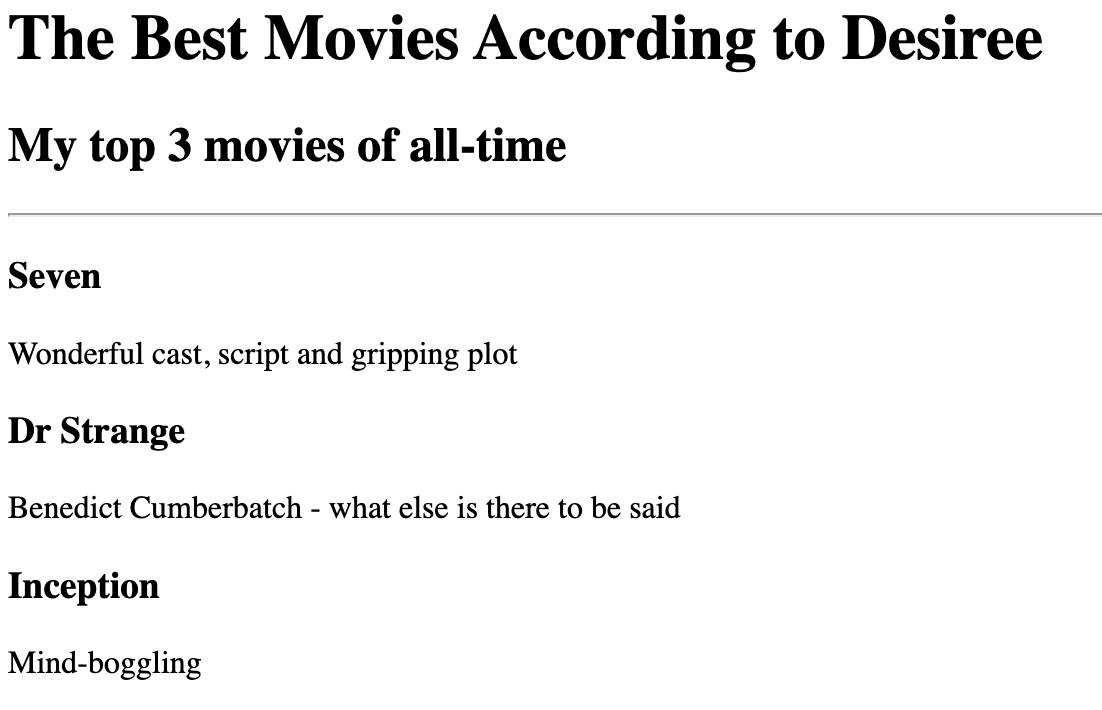 The Best Movies According to Desiree
My top 3 movies of all-time
Seven
Wonderful cast, script and gripping plot
Dr Strange
Benedict Cumberbatch - what else is there to be said
Inception
Mind-boggling